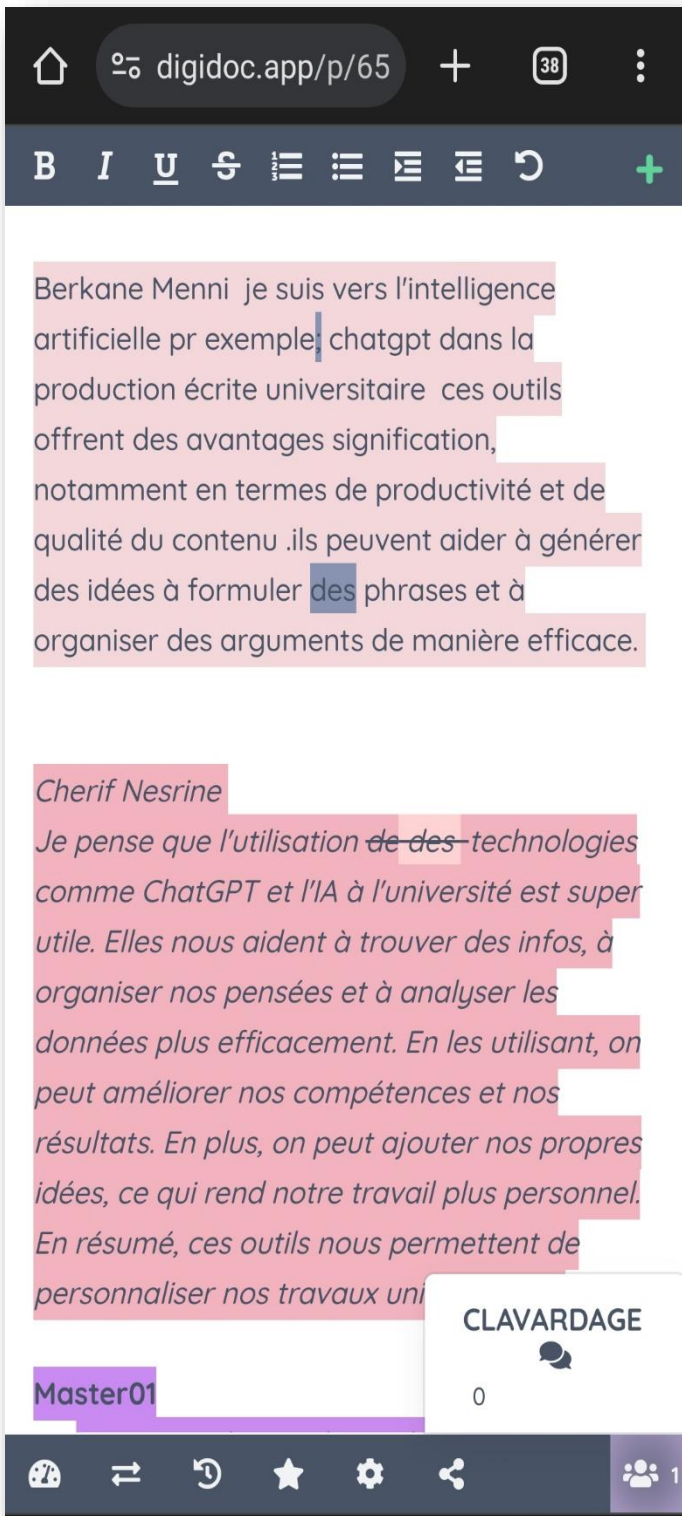 digidoc.app/p/65
38
B I U S
Berkane Menni je suis vers l'intelligence
artificielle pr exemple; chatgpt dans la
production écrite universitaire ces outils
offrent des avantages signification,
notamment en termes de productivité et de
qualité du contenu .ils peuvent aider à générer
des idées à formuler des phrases et à
organiser des arguments de manière efficace.
Cherif Nesrine
Je pense que l'utilisation de des technologies
comme ChatGPT et l'IA à l'université est super
utile. Elles nous aident à trouver des infos, à
organiser nos pensées et à analyser les
données plus efficacement. En les utilisant, on
peut améliorer nos compétences et nos
résultats. En plus, on peut ajouter nos propres
idées, ce qui rend notre travail plus personnel.
En résumé, ces outils nous permettent de
personnaliser nos travaux uni
CLAVARDAGE
0
Master01
1